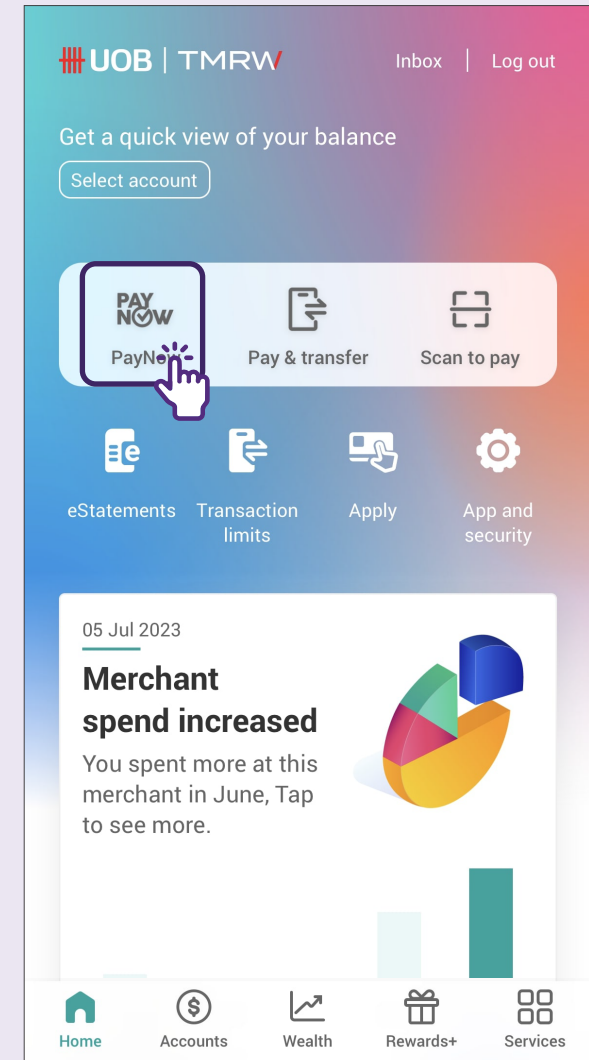 UOB | TMRW
Inbox | Log out
Get a quick view of your balance
Select account
PAY
NOW
PayNow
Pay & transfer
Scan to pay
eStatements
Transaction
limits
Apply
App and
security
05 Jul 2023
Merchant
spend increased
You spent more at this
merchant in June, Tap
to see more.
Home
Accounts
Wealth
Rewards+
Services